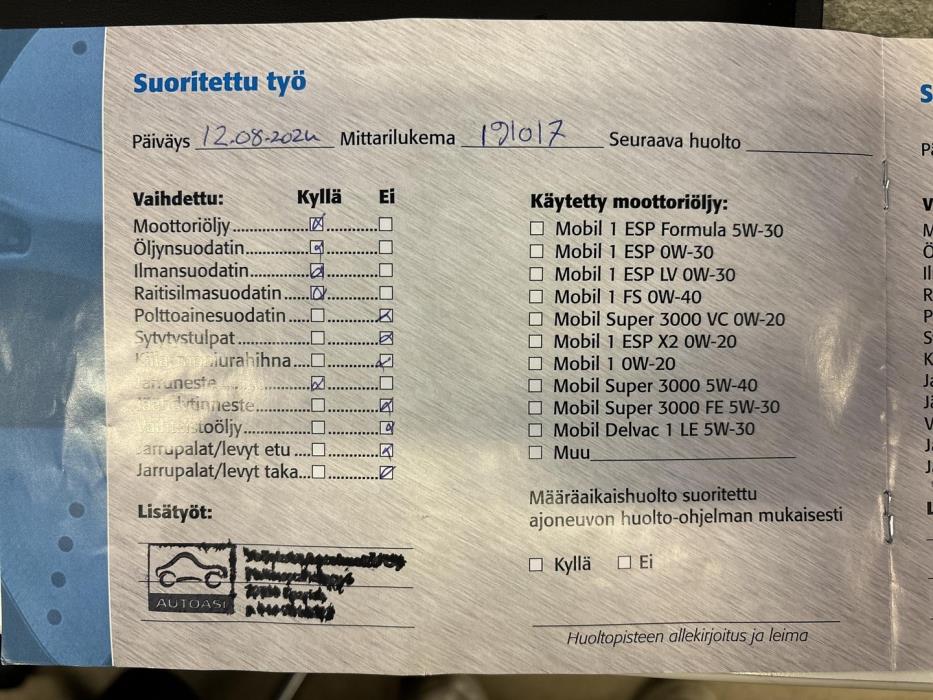 Suoritettu työ
Päiväys 12.08.2024 Mittarilukema 191017 Seuraava huolto
Vaihdettu: Kyllä Ei
Moottoriöljy
Öljynsuodatin
Ilmansuodatin
Raitisilmasuodatin
Polttoainesuodatin
Sytytystulpat
Jarruneste
Jäähdytinneste
Jarrupalat/levyt etu
Jarrupalat/levyt taka
Lisätyöt:
AUTOASI
Käytetty moottoriöljy:
Mobil 1 ESP Formula 5W-30
Mobil 1 ESP 0W-30
Mobil 1 ESP LV 0W-30
Mobil 1 FS 0W-40
Mobil Super 3000 VC 0W-20
Mobil 1 ESP X2 0W-20
Mobil 1 0W-20
Mobil Super 3000 5W-40
Mobil Super 3000 FE 5W-30
Mobil Delvac 1 LE 5W-30
Muu
Määräaikaishuolto suoritettu
ajoneuvon huolto-ohjelman mukaisesti
Kyllä Ei
Huoltopisteen allekirjoitus ja leima